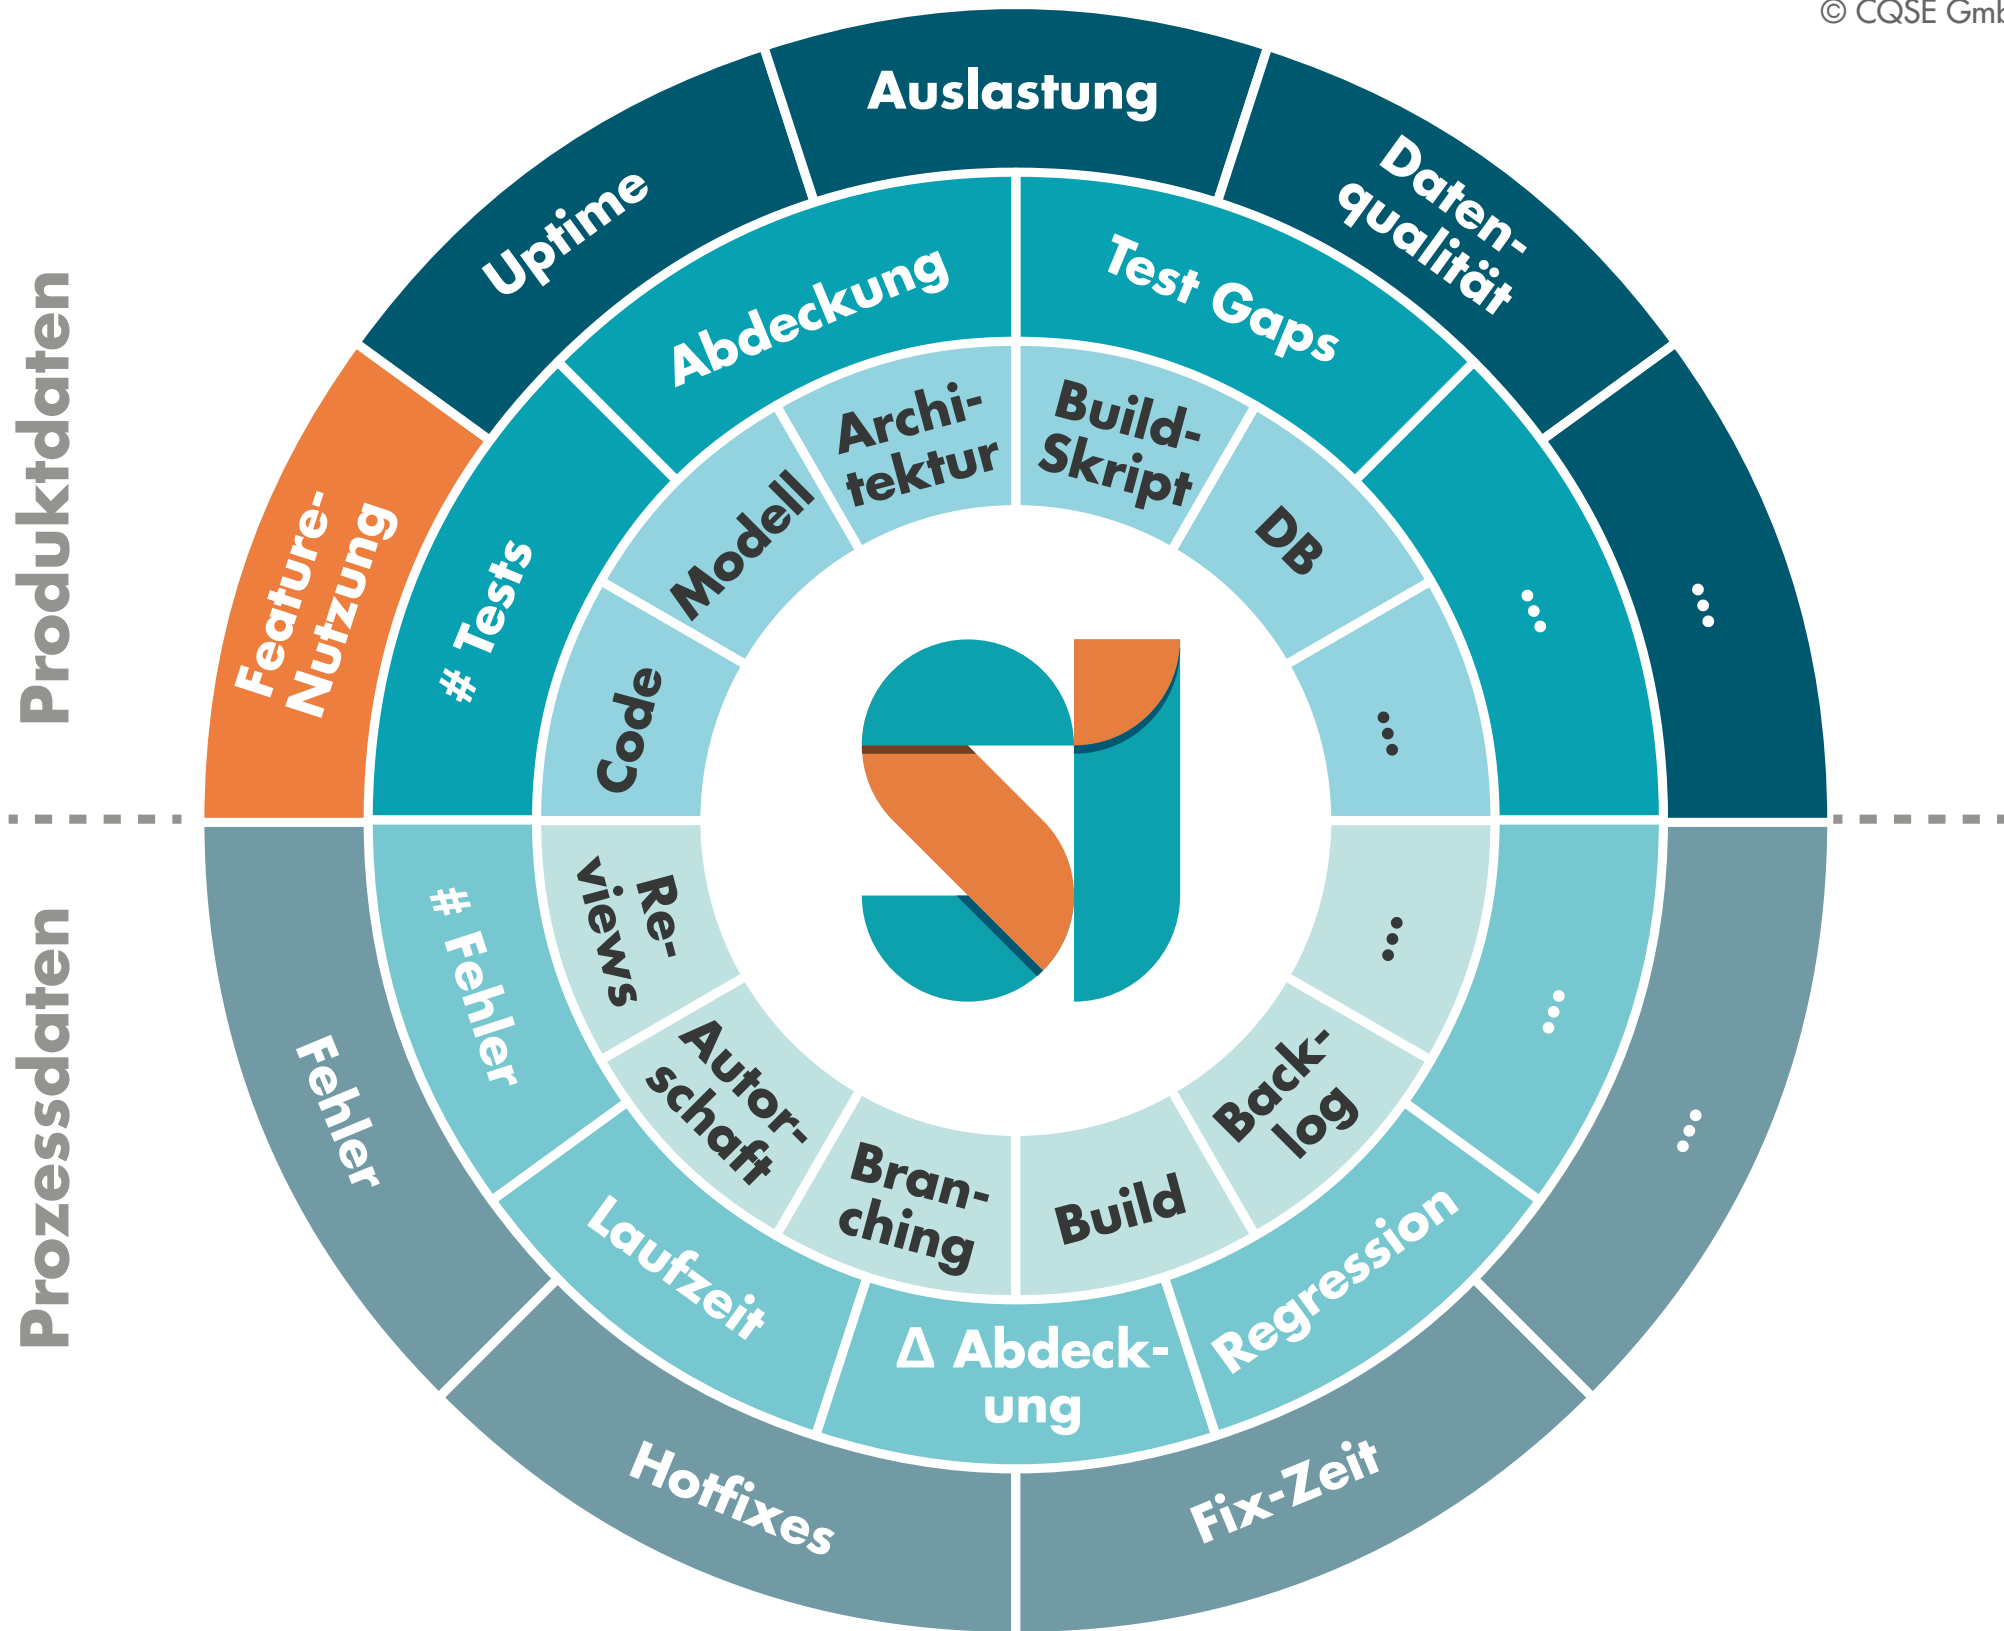 © CQSE Gmb
Produktdaten
Prozessdaten
Feature-
Nutzung
Uptime
Auslastung
Daten-
qualität
...
# Tests
Abdeckung
Test Gaps
...
Code
Modell
Archi-
tektur
Build-
Skript
DB
...
Re-
views
Autor-
schaft
Bran-
ching
Build
Back-
log
...
# Fehler
Laufzeit
Δ Abdeck-
ung
Regression
...
Fehler
Hotfixes
Fix-Zeit
...